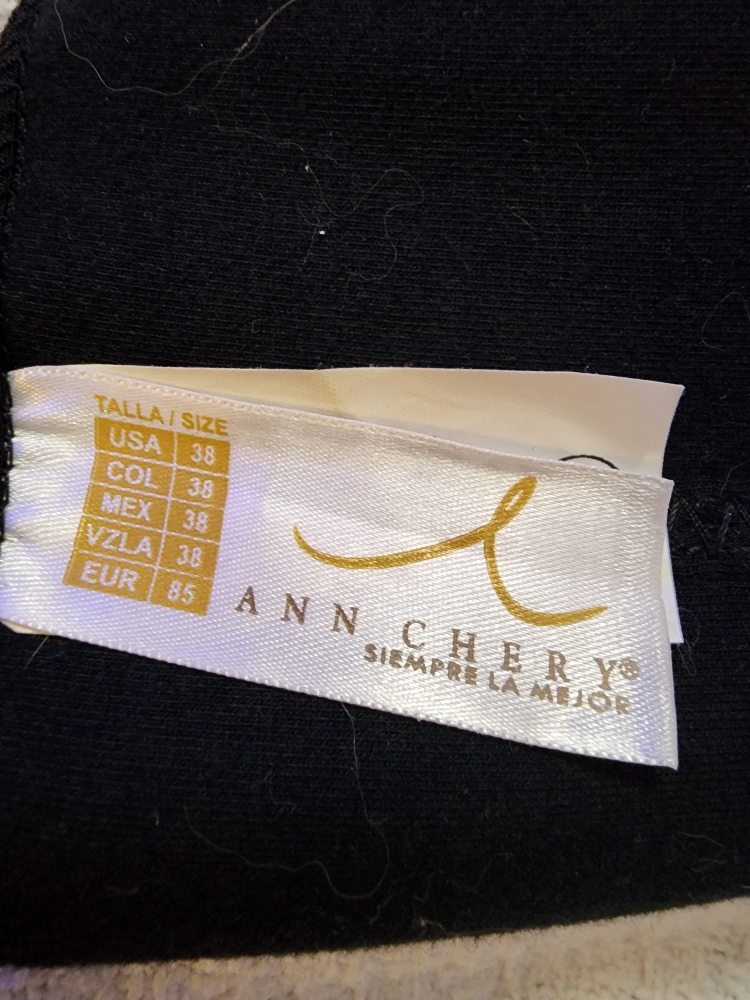 TALLA / SIZE
USA 38
COL 38
MEX 38
VZLA 38
EUR 85
ANN CHERY®
SIEMPRE LA MEJOR